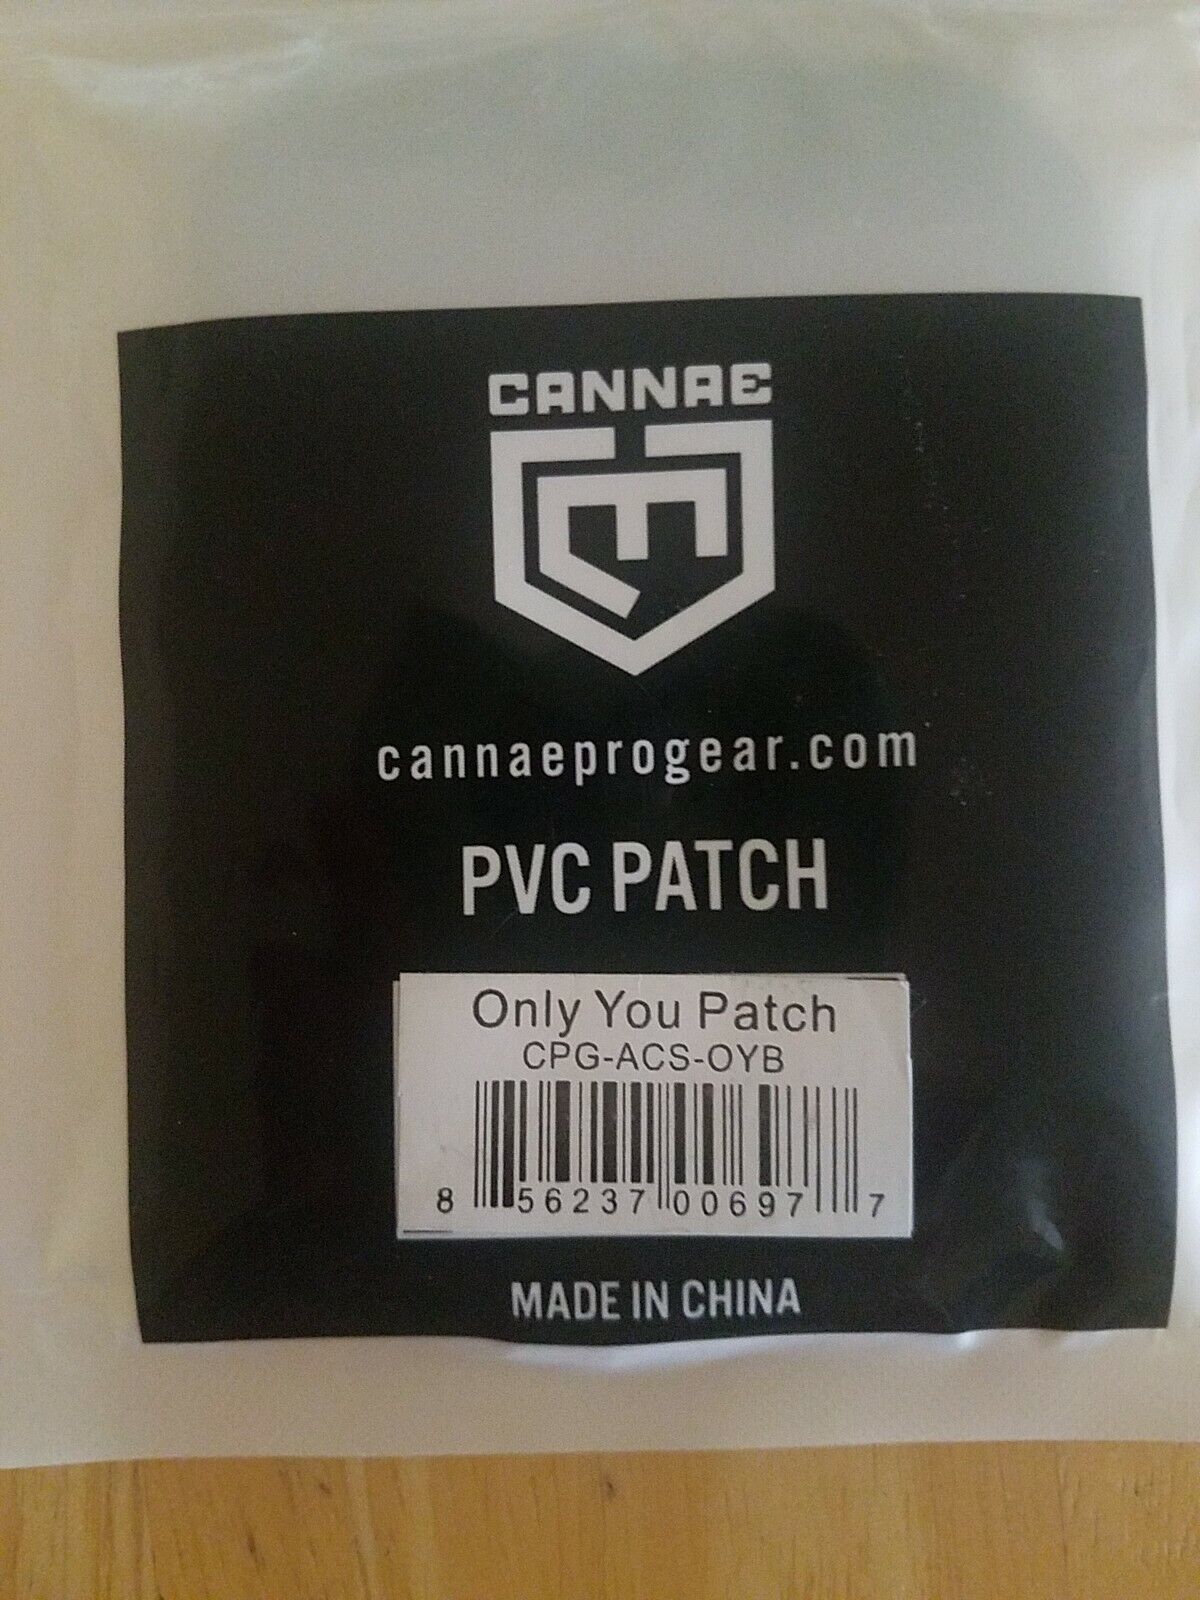 CANNAE
cannaeprogear.com
PVC PATCH
Only You Patch
CPG-ACS-OYB
8 56237 00697 7
MADE IN CHINA